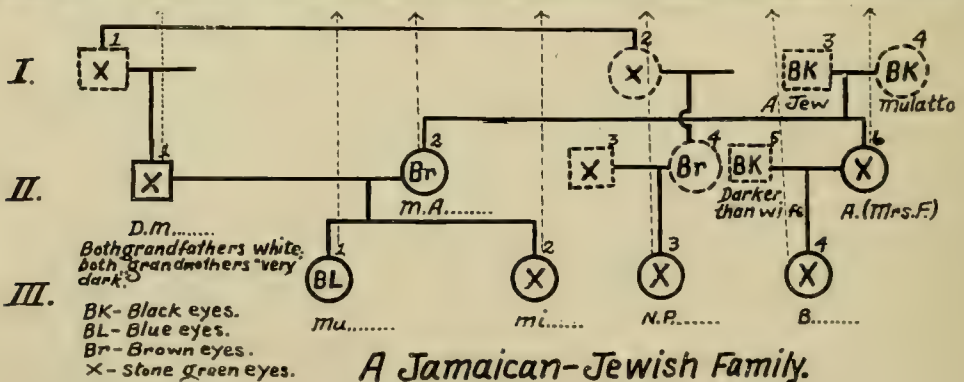 I.
1
X
2
X
3
BK
Jew
4
BK
Mulatto
A
II.
1
X
D.M........
Both grandfathers white;
both grandmothers "very
dark."
2
Br
M.A..........
3
X
4
Br
5
BK
Darker
than wife
6
X
A.(Mrs.F.)
III.
1
BL
Mu.........
2
X
Mi.......
3
X
N.P........
4
X
B.........
BK-Black eyes.
BL-Blue eyes.
Br-Brown eyes.
X-Stone green eyes.
A Jamaican-Jewish Family.